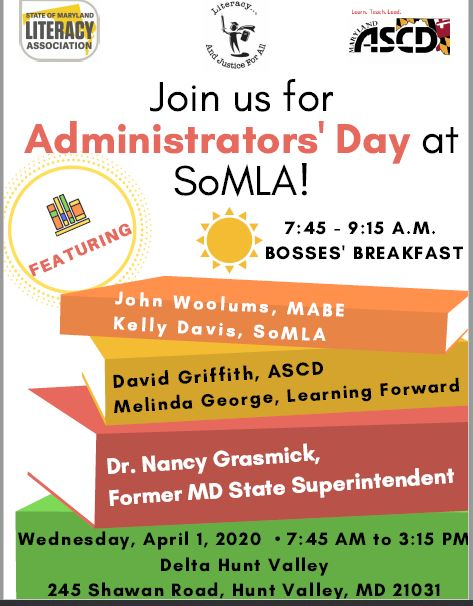 STATE OF MARYLAND
LITERACY
ASSOCIATION
Literacy...
And Justice For All
Learn. Teach. Lead.
MARYLAND
ASCD
Join us for
Administrators' Day at
SoMLA!
FEATURING
7:45 - 9:15 A.M.
BOSSES' BREAKFAST
John Woolums, MABE
Kelly Davis, SoMLA
David Griffith, ASCD
Melinda George, Learning Forward
Dr. Nancy Grasmick,
Former MD State Superintendent
Wednesday, April 1, 2020 • 7:45 AM to 3:15 PM
Delta Hunt Valley
245 Shawan Road, Hunt Valley, MD 21031